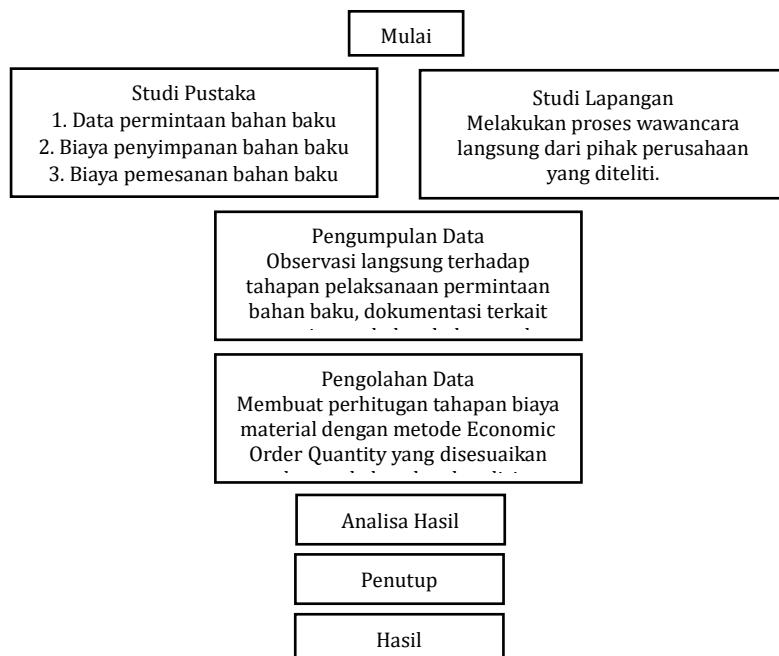 Mulai
Studi Pustaka
1. Data permintaan bahan baku
2. Biaya penyimpanan bahan baku
3. Biaya pemesanan bahan baku
Studi Lapangan
Melakukan proses wawancara
langsung dari pihak perusahaan
yang diteliti.
Pengumpulan Data
Observasi langsung terhadap
tahapan pelaksanaan permintaan
bahan baku, dokumentasi terkait
Pengolahan Data
Membuat perhitugan tahapan biaya
material dengan metode Economic
Order Quantity yang disesuaikan
Analisa Hasil
Penutup
Hasil